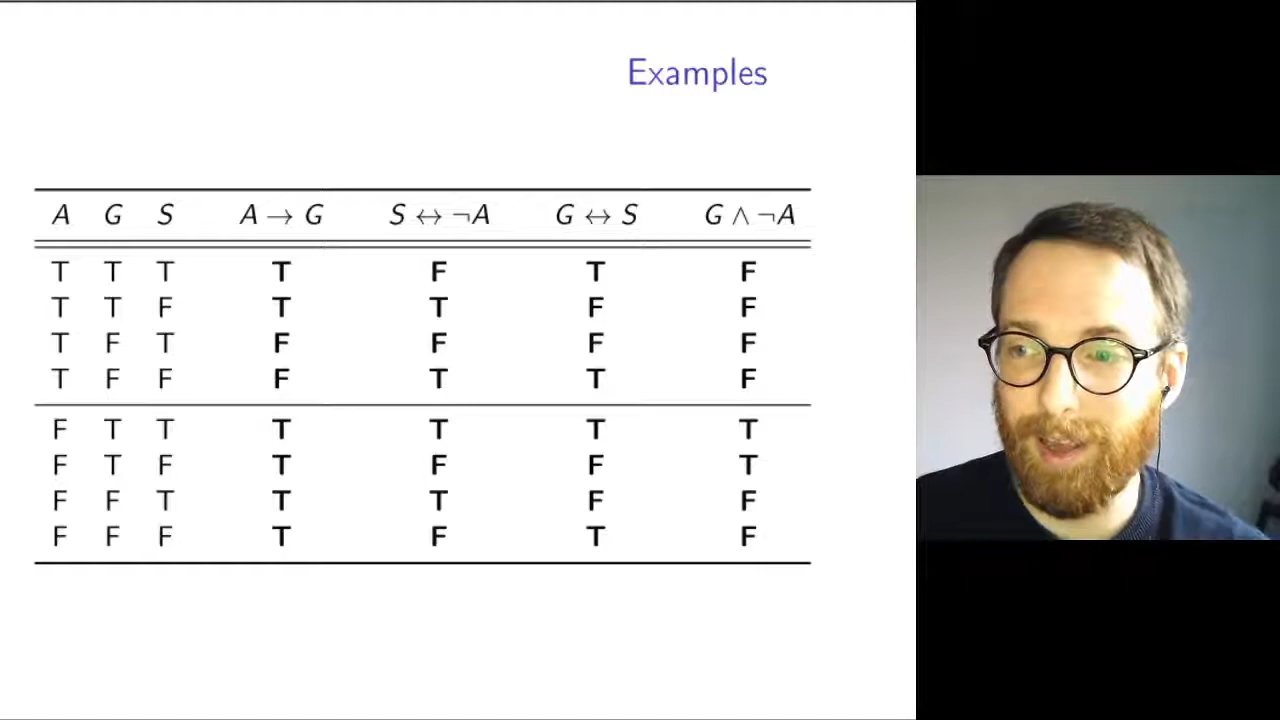 Examples
A G S A → G S ↔ ¬A G ↔ S G ∧ ¬A
T T T T F T F
T T F T T F F
T F T F F F F
T F F F T T F
F T T T T T T
F T F T F F T
F F T T T F F
F F F T F T F